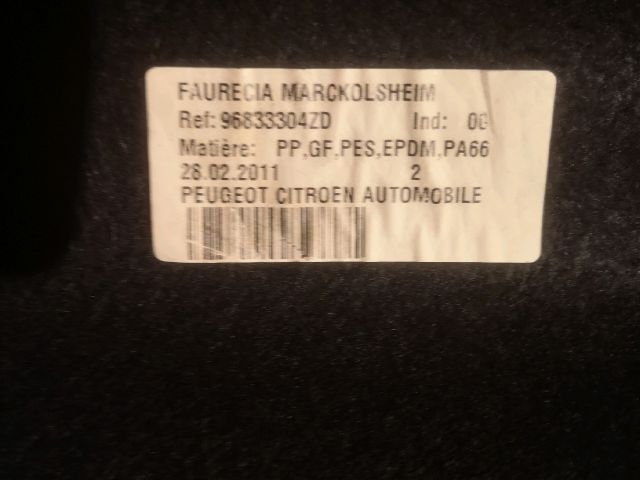 FAURECIA MARCKOLSHEIM
Ref: 96833304ZD Ind: 00
Matière: PP,GF,PES,EPDM,PA66
28.02.2011 2
PEUGEOT CITROEN AUTOMOBILE